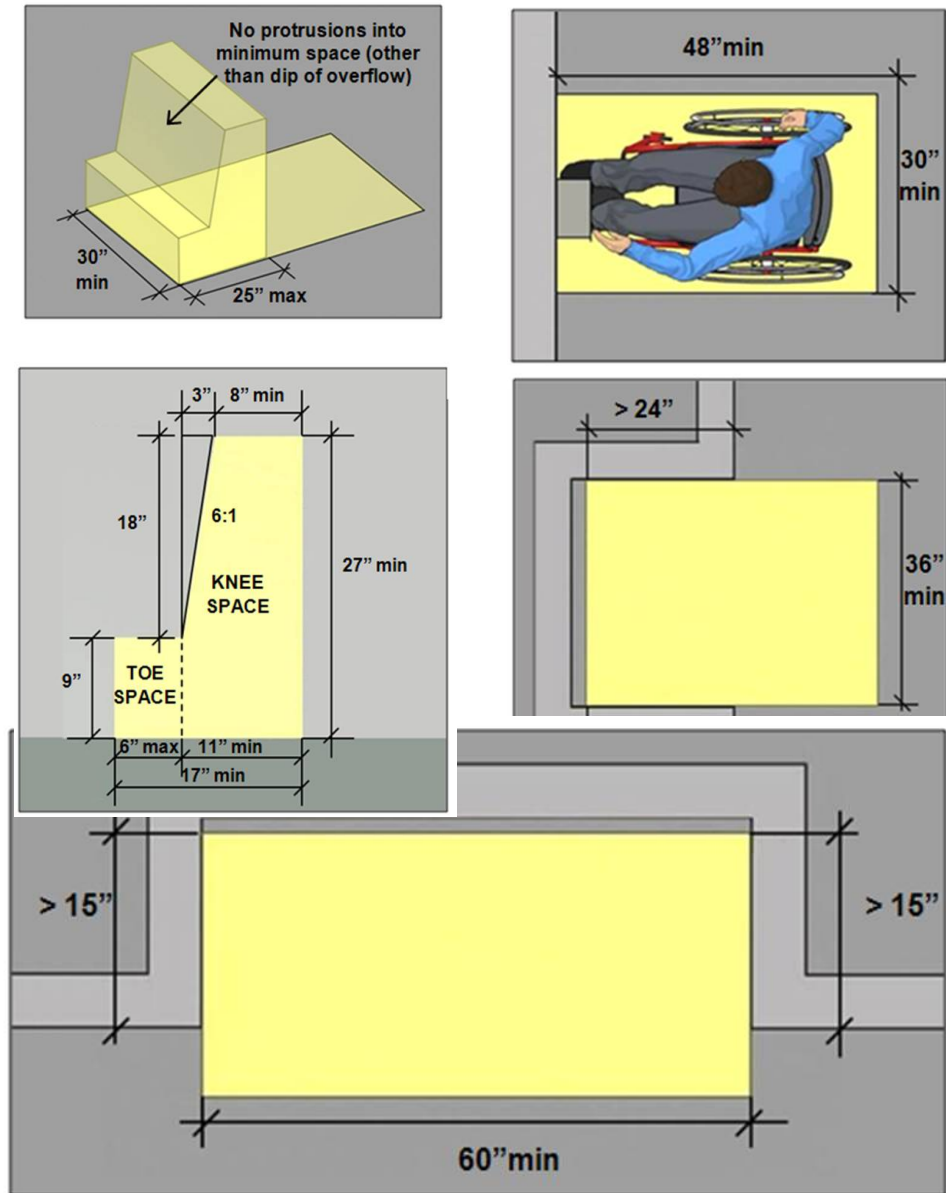 No protrusions into
minimum space (other
than dip of overflow)
30”
min
25” max
48”min
30”
min
3” 8” min
18”
6:1
27” min
KNEE
SPACE
9”
TOE
SPACE
6” max 11” min
17” min
> 24”
36”
min
> 15”
> 15”
60”min